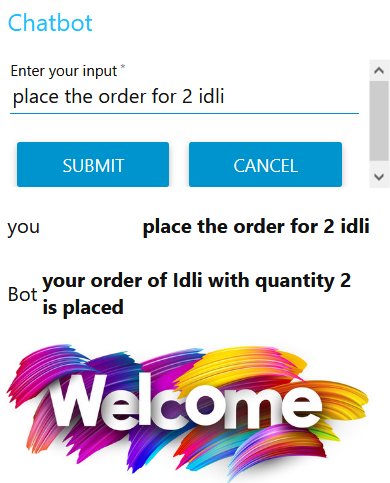 Chatbot
Enter your input *
place the order for 2 idli
SUBMIT CANCEL
you place the order for 2 idli
Bot your order of Idli with quantity 2
is placed
Welcome